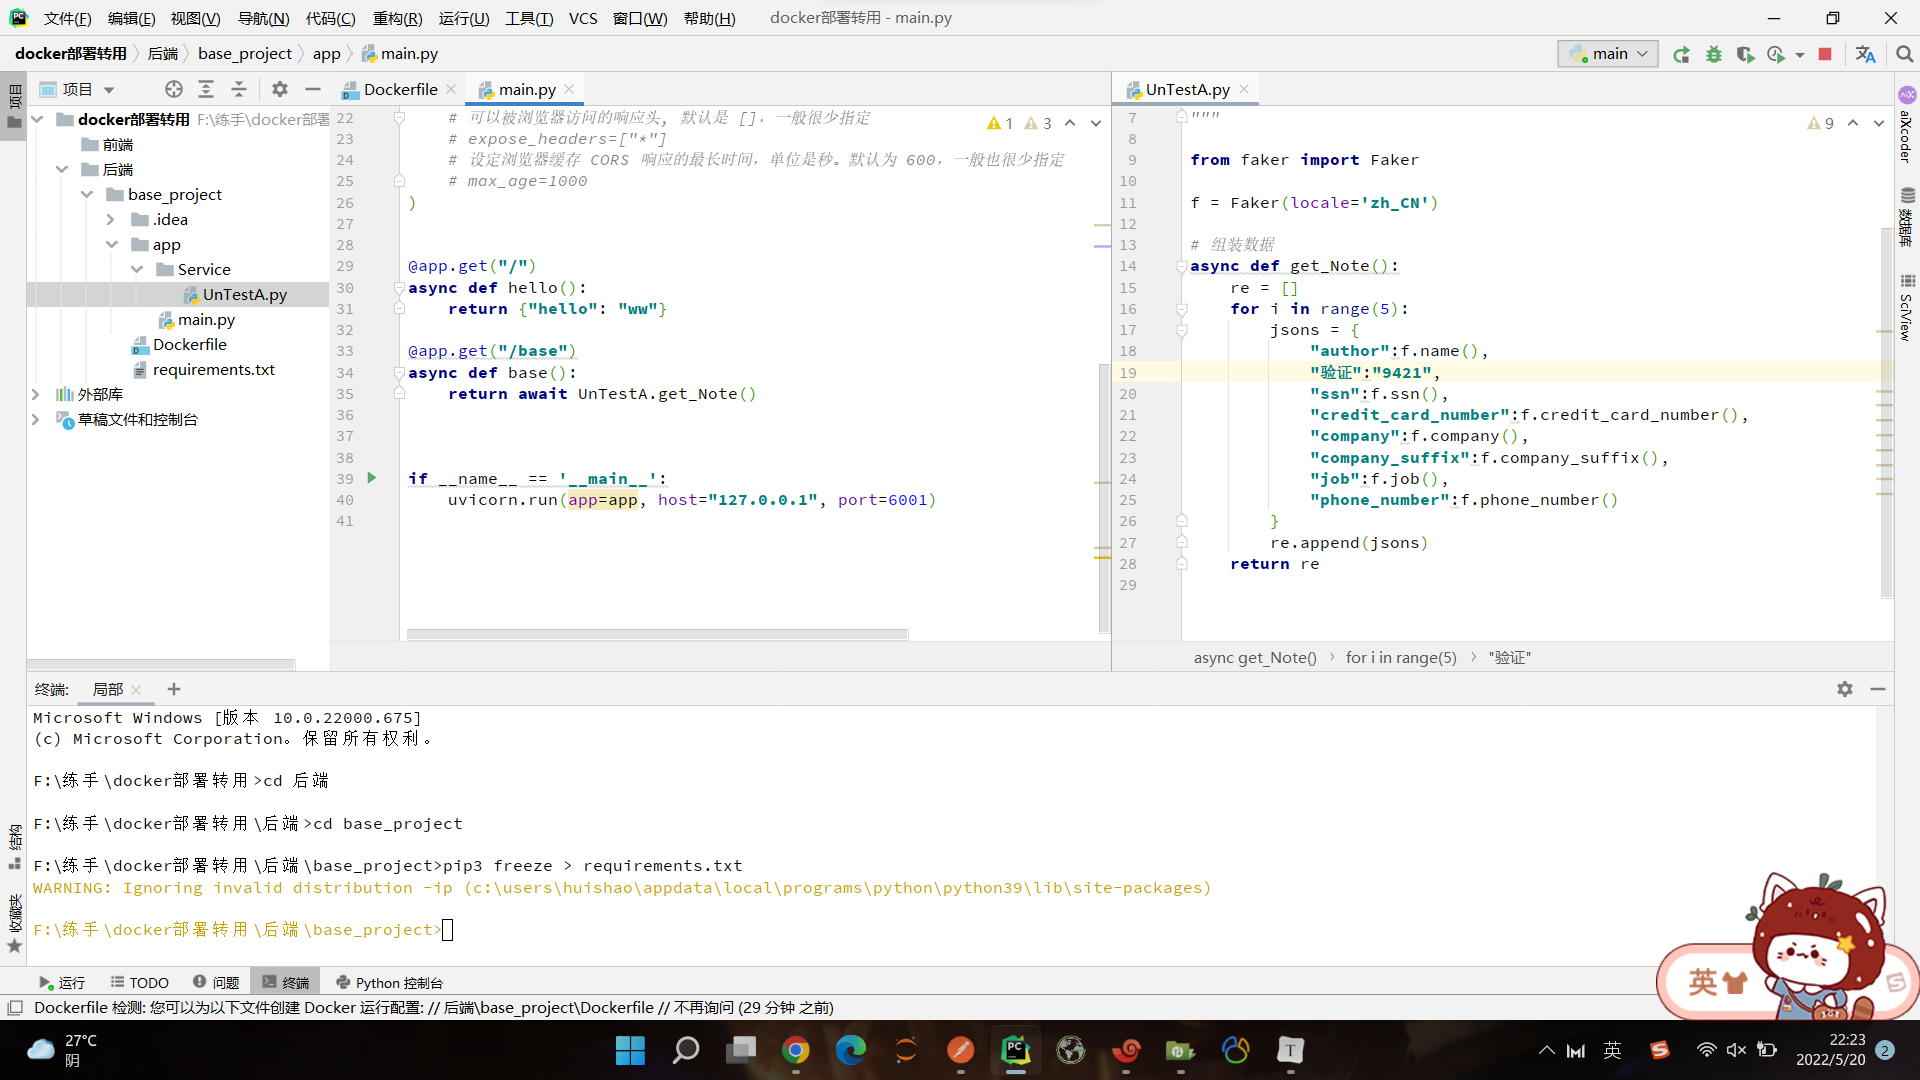 文件(F) 编辑(E) 视图(V) 导航(N) 代码(C) 重构(R) 运行(U) 工具(T) VCS 窗口(W) 帮助(H) docker部署转用 - main.py
docker部署转用 后端 base_project app main.py
main
项目
Dockerfile
main.py
UnTestA.py
docker部署转用 F:\练手\docker部署
前端
后端
base_project
.idea
app
Service
UnTestA.py
main.py
Dockerfile
requirements.txt
外部库
草稿文件和控制台
项目
结构
收藏夹
aiXcoder
数据库
SciView
1 3
22 # 可以被浏览器访问的响应头, 默认是 [], 一般很少指定
23 # expose_headers=["*"]
24 # 设定浏览器缓存 CORS 响应的最长时间, 单位是秒。默认为 600, 一般也很少指定
25 # max_age=1000
26 )
27
28
29 @app.get("/")
30 async def hello():
31 return {"hello": "ww"}
32
33 @app.get("/base")
34 async def base():
35 return await UnTestA.get_Note()
36
37
38
39 if __name__ == '__main__':
40 uvicorn.run(app=app, host="127.0.0.1", port=6001)
41
9
7 """
8
9 from faker import Faker
10
11 f = Faker(locale='zh_CN')
12
13 # 组装数据
14 async def get_Note():
15 re = []
16 for i in range(5):
17 jsons = {
18 "author":f.name(),
19 "验证":"9421",
20 "ssn":f.ssn(),
21 "credit_card_number":f.credit_card_number(),
22 "company":f.company(),
23 "company_suffix":f.company_suffix(),
24 "job":f.job(),
25 "phone_number":f.phone_number()
26 }
27 re.append(jsons)
28 return re
29
async get_Note() › for i in range(5) › "验证"
终端: 局部
Microsoft Windows [版本 10.0.22000.675]
(c) Microsoft Corporation。保留所有权利。
F:\练手\docker部署转用>cd 后端
F:\练手\docker部署转用\后端>cd base_project
F:\练手\docker部署转用\后端\base_project>pip3 freeze > requirements.txt
WARNING: Ignoring invalid distribution -ip (c:\users\huishao\appdata\local\programs\python\python39\lib\site-packages)
F:\练手\docker部署转用\后端\base_project>
运行 TODO 问题 终端 Python 控制台
Dockerfile 检测: 您可以为以下文件创建 Docker 运行配置: // 后端\base_project\Dockerfile // 不再询问 (29 分钟 之前)
英
27°C
阴
英
22:23
2022/5/20
2